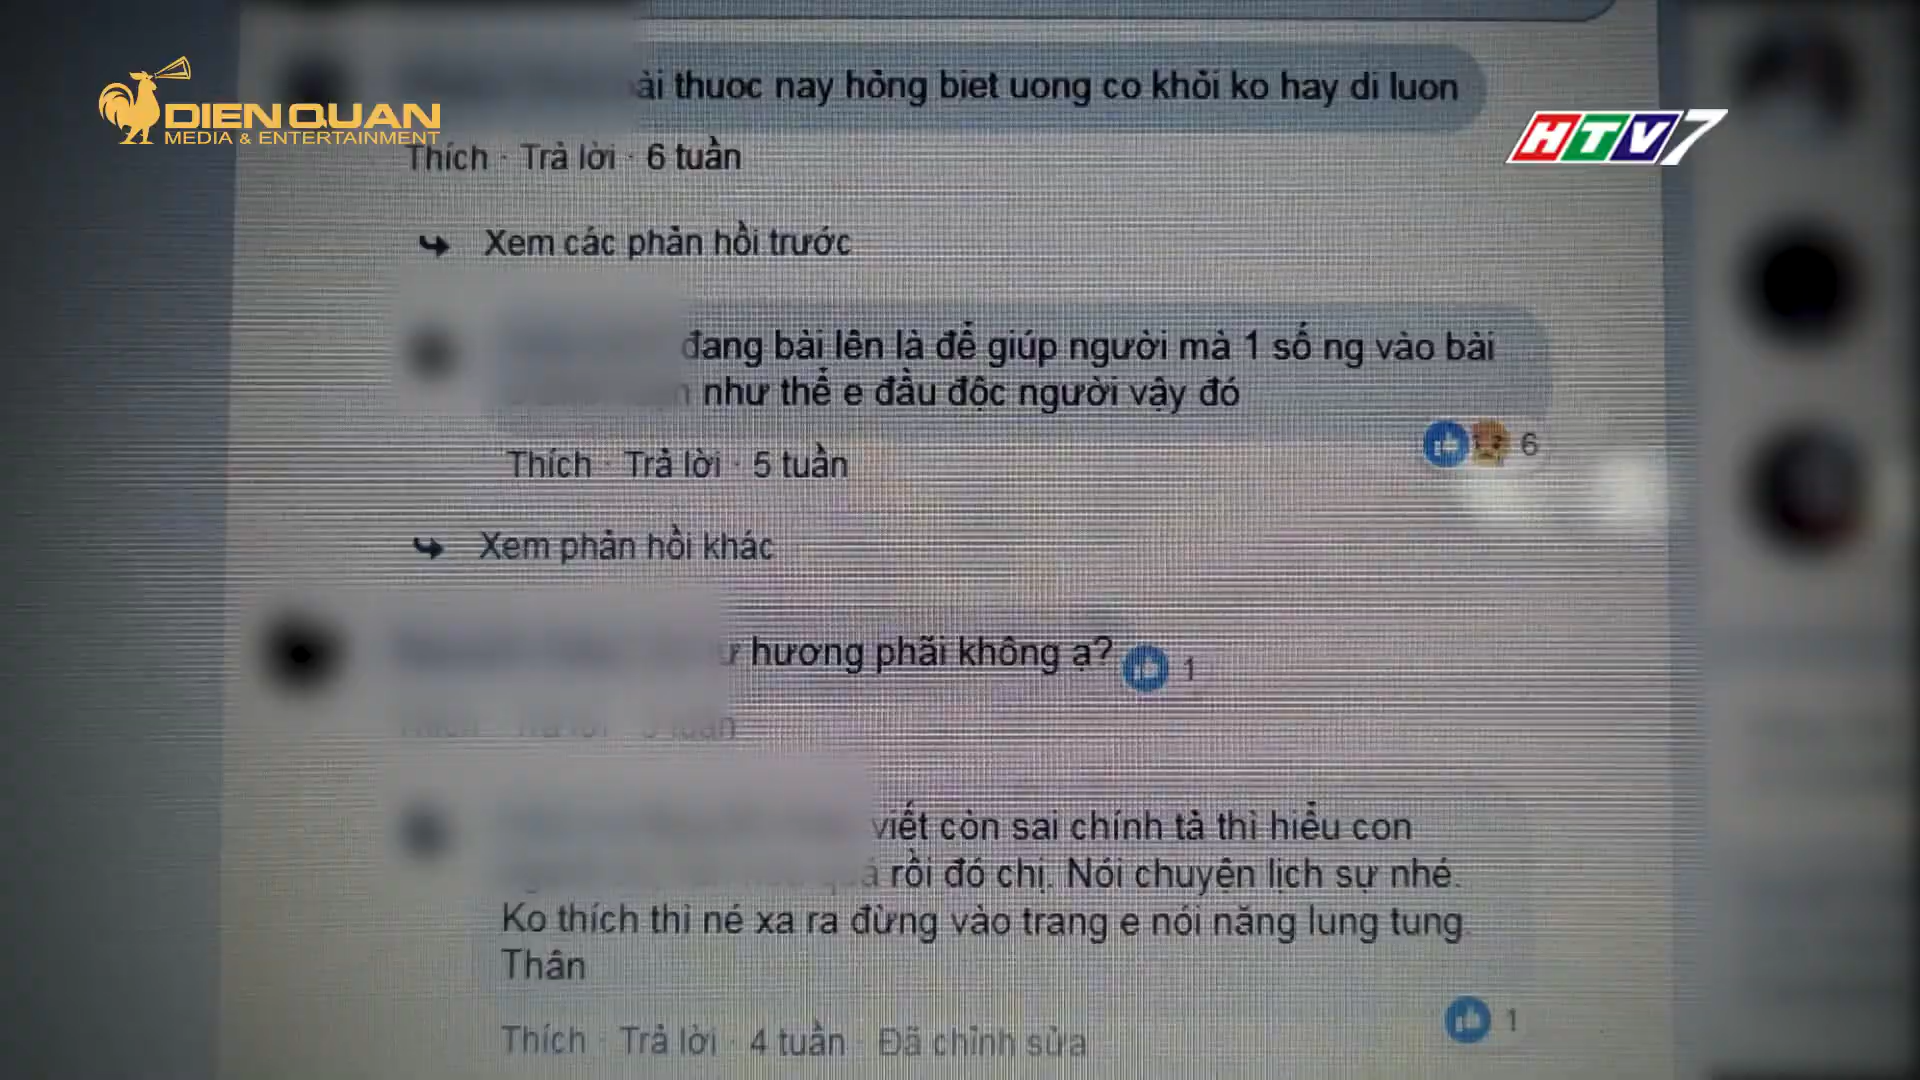 DIEN QUAN
MEDIA & ENTERTAINMENT
HTV7
thuoc nay hỏng biet uong co khỏi ko hay di luon
Thích · Trả lời · 6 tuần
Xem các phản hồi trước
đang bài lên là để giúp người mà 1 số ng vào bài
như thể e đầu độc người vậy đó
6
Thích · Trả lời · 5 tuần
Xem phản hồi khác
hương phãi không ạ?
1
viết còn sai chính tả thì hiểu con
rồi đó chị. Nói chuyện lịch sự nhé.
Ko thích thì né xa ra đừng vào trang e nói năng lung tung.
Thân
1
Thích · Trả lời · 4 tuần · Đã chỉnh sửa